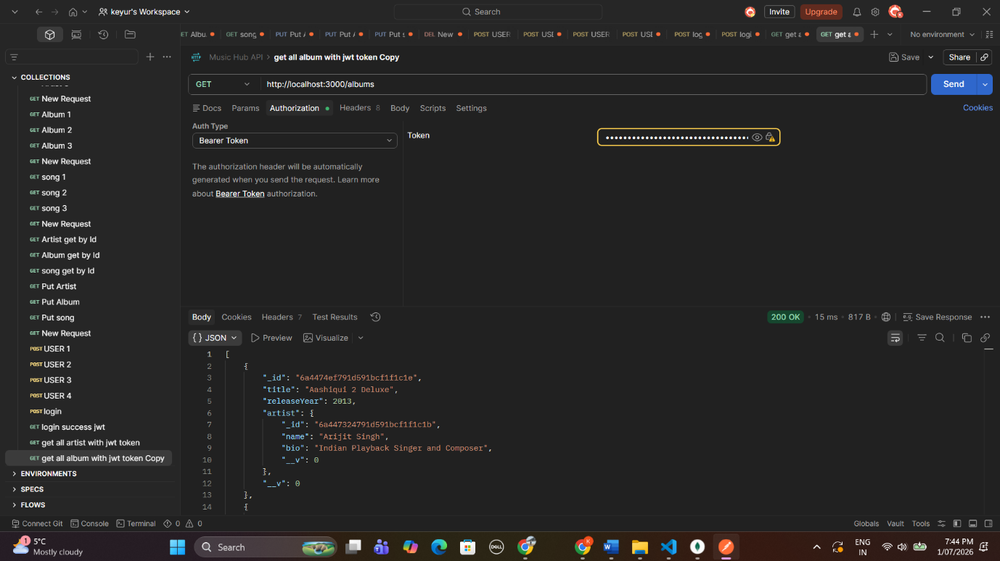 keyur's Workspace
Search
Invite
Upgrade
GET Albu.
GET song
PUT Put A
PUT Put A
PUT Put s
DEL New
POST USER
POST USE
POST USER
POST USE
POST log
POST logi
GET get a
GET get a
No environment
HTTP
Music Hub API > get all album with jwt token Copy
Save
Share
COLLECTIONS
GET New Request
GET Album 1
GET Album 2
GET Album 3
GET New Request
GET song 1
GET song 2
GET song 3
GET New Request
GET Artist get by Id
GET Album get by Id
GET song get by Id
GET Put Artist
GET Put Album
GET Put song
GET New Request
POST USER 1
POST USER 2
POST USER 3
POST USER 4
POST login
GET login success jwt
GET get all artist with jwt token
GET get all album with jwt token Copy
ENVIRONMENTS
SPECS
FLOWS
GET
http://localhost:3000/albums
Send
Docs
Params
Authorization
Headers 8
Body
Scripts
Settings
Cookies
Auth Type
Bearer Token
The authorization header will be automatically
generated when you send the request. Learn more
about Bearer Token authorization.
Token
Body
Cookies
Headers 7
Test Results
200 OK
15 ms
817 B
e.g. Save Response
{} JSON
Preview
Visualize
1 [
2 {
3 "_id": "6a4474ef791d591bcf1f1c1e",
4 "title": "Aashiqui 2 Deluxe",
5 "releaseYear": 2013,
6 "artist": {
7 "_id": "6a447324791d591bcf1f1c1b",
8 "name": "Arijit Singh",
9 "bio": "Indian Playback Singer and Composer",
10 "__v": 0
11 },
12 "__v": 0
13 },
14 {
Connect Git
Console
Terminal
0
0
Globals
Vault
Tools
1
5°C
Mostly cloudy
Search
DELL
ENG
IN
7:44 PM
1/07/2026